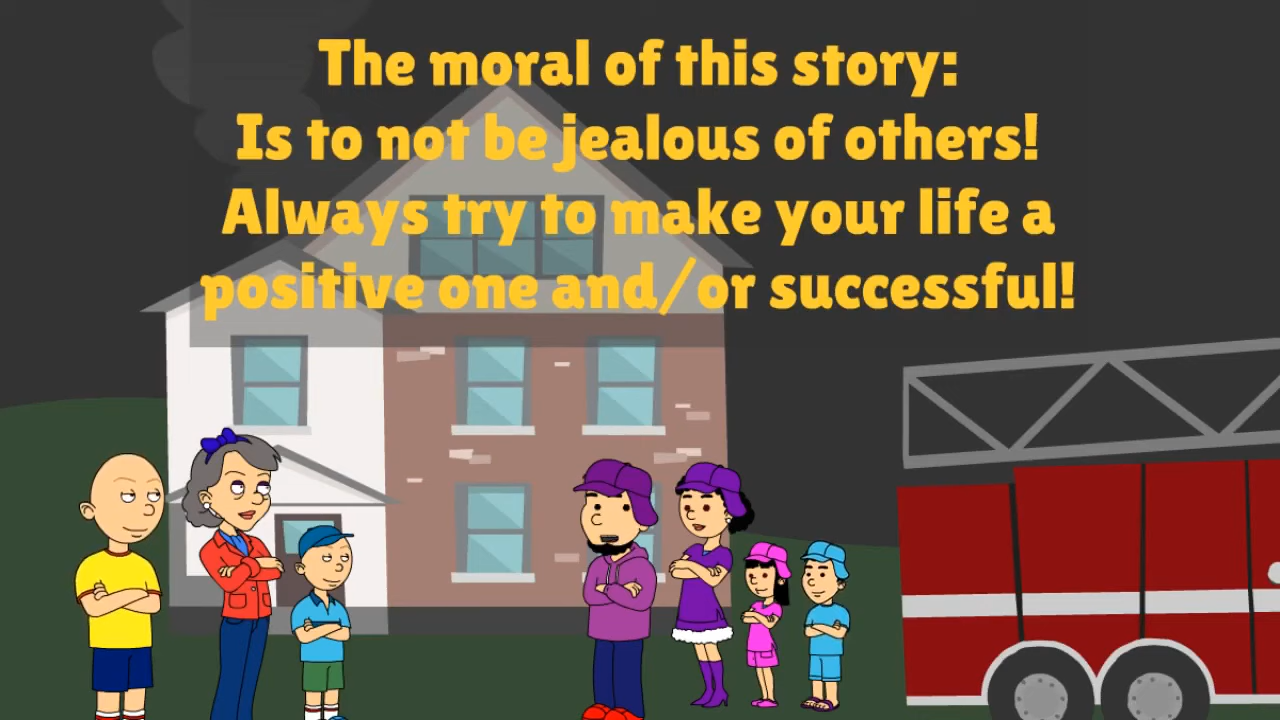 The moral of this story:
Is to not be jealous of others!
Always try to make your life a
positive one and/or successful!